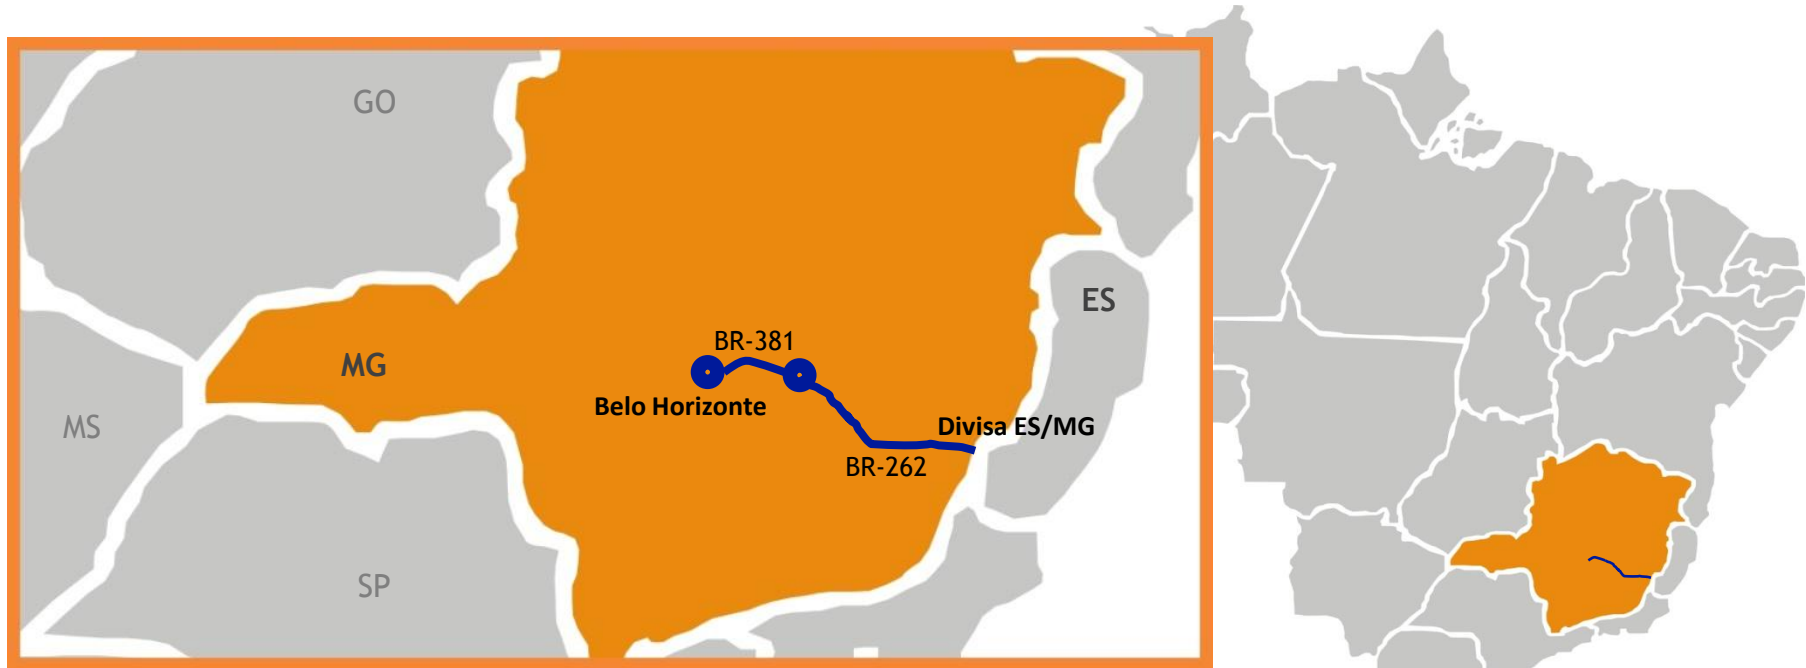 GO
ES
BR-381
MG
Belo Horizonte
MS
Divisa ES/MG
BR-262
SP